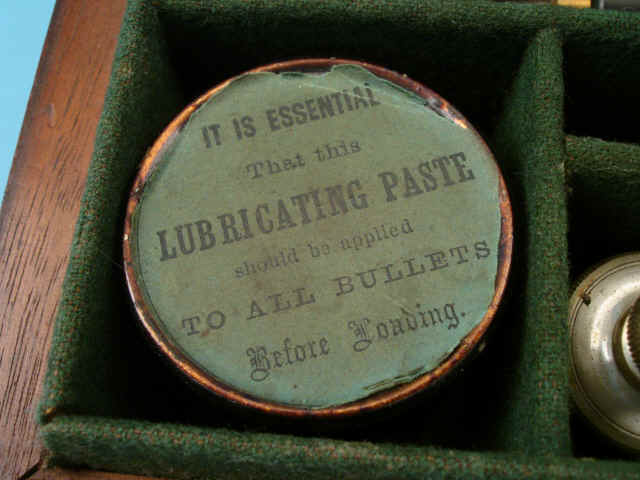 IT IS ESSENTIAL
That this
LUBRICATING PASTE
should be applied
TO ALL BULLETS
Before Loading.